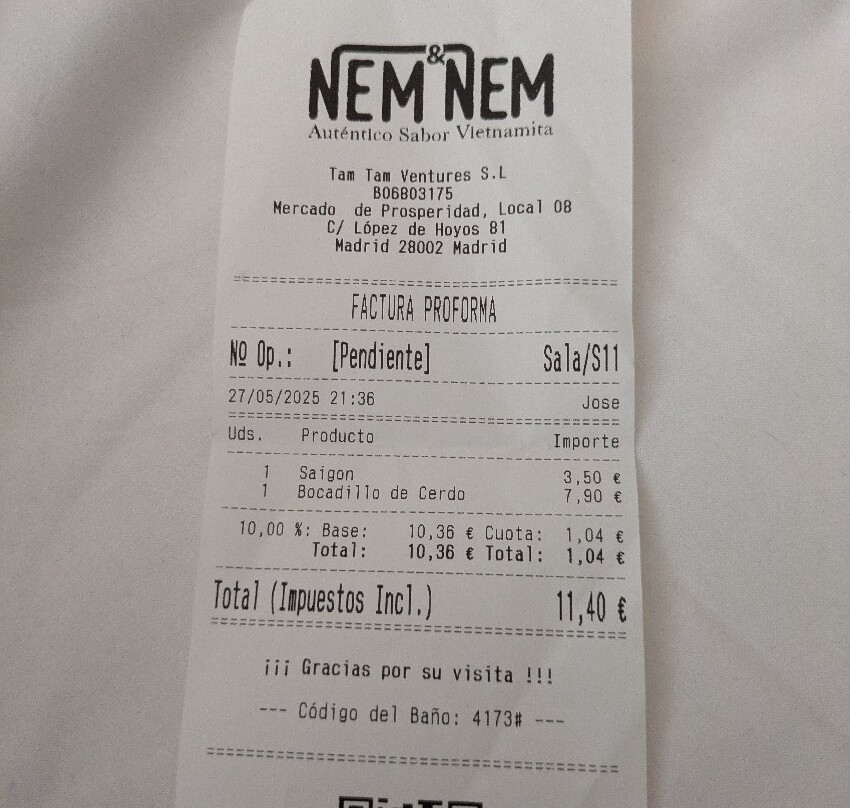 NEM & NEM
Auténtico Sabor Vietnamita
Tam Tam Ventures S.L
B06803175
Mercado de Prosperidad, Local 08
C/ López de Hoyos 81
Madrid 28002 Madrid
FACTURA PROFORMA
Nº Op.: [Pendiente] Sala/S11
27/05/2025 21:36 Jose
Uds. Producto Importe
1 Saigon 3,50 €
1 Bocadillo de Cerdo 7,90 €
10,00 %: Base: 10,36 € Cuota: 1,04 €
Total: 10,36 € Total: 1,04 €
Total (Impuestos Incl.) 11,40 €
¡¡¡ Gracias por su visita !!!
--- Código del Baño: 4173# ---